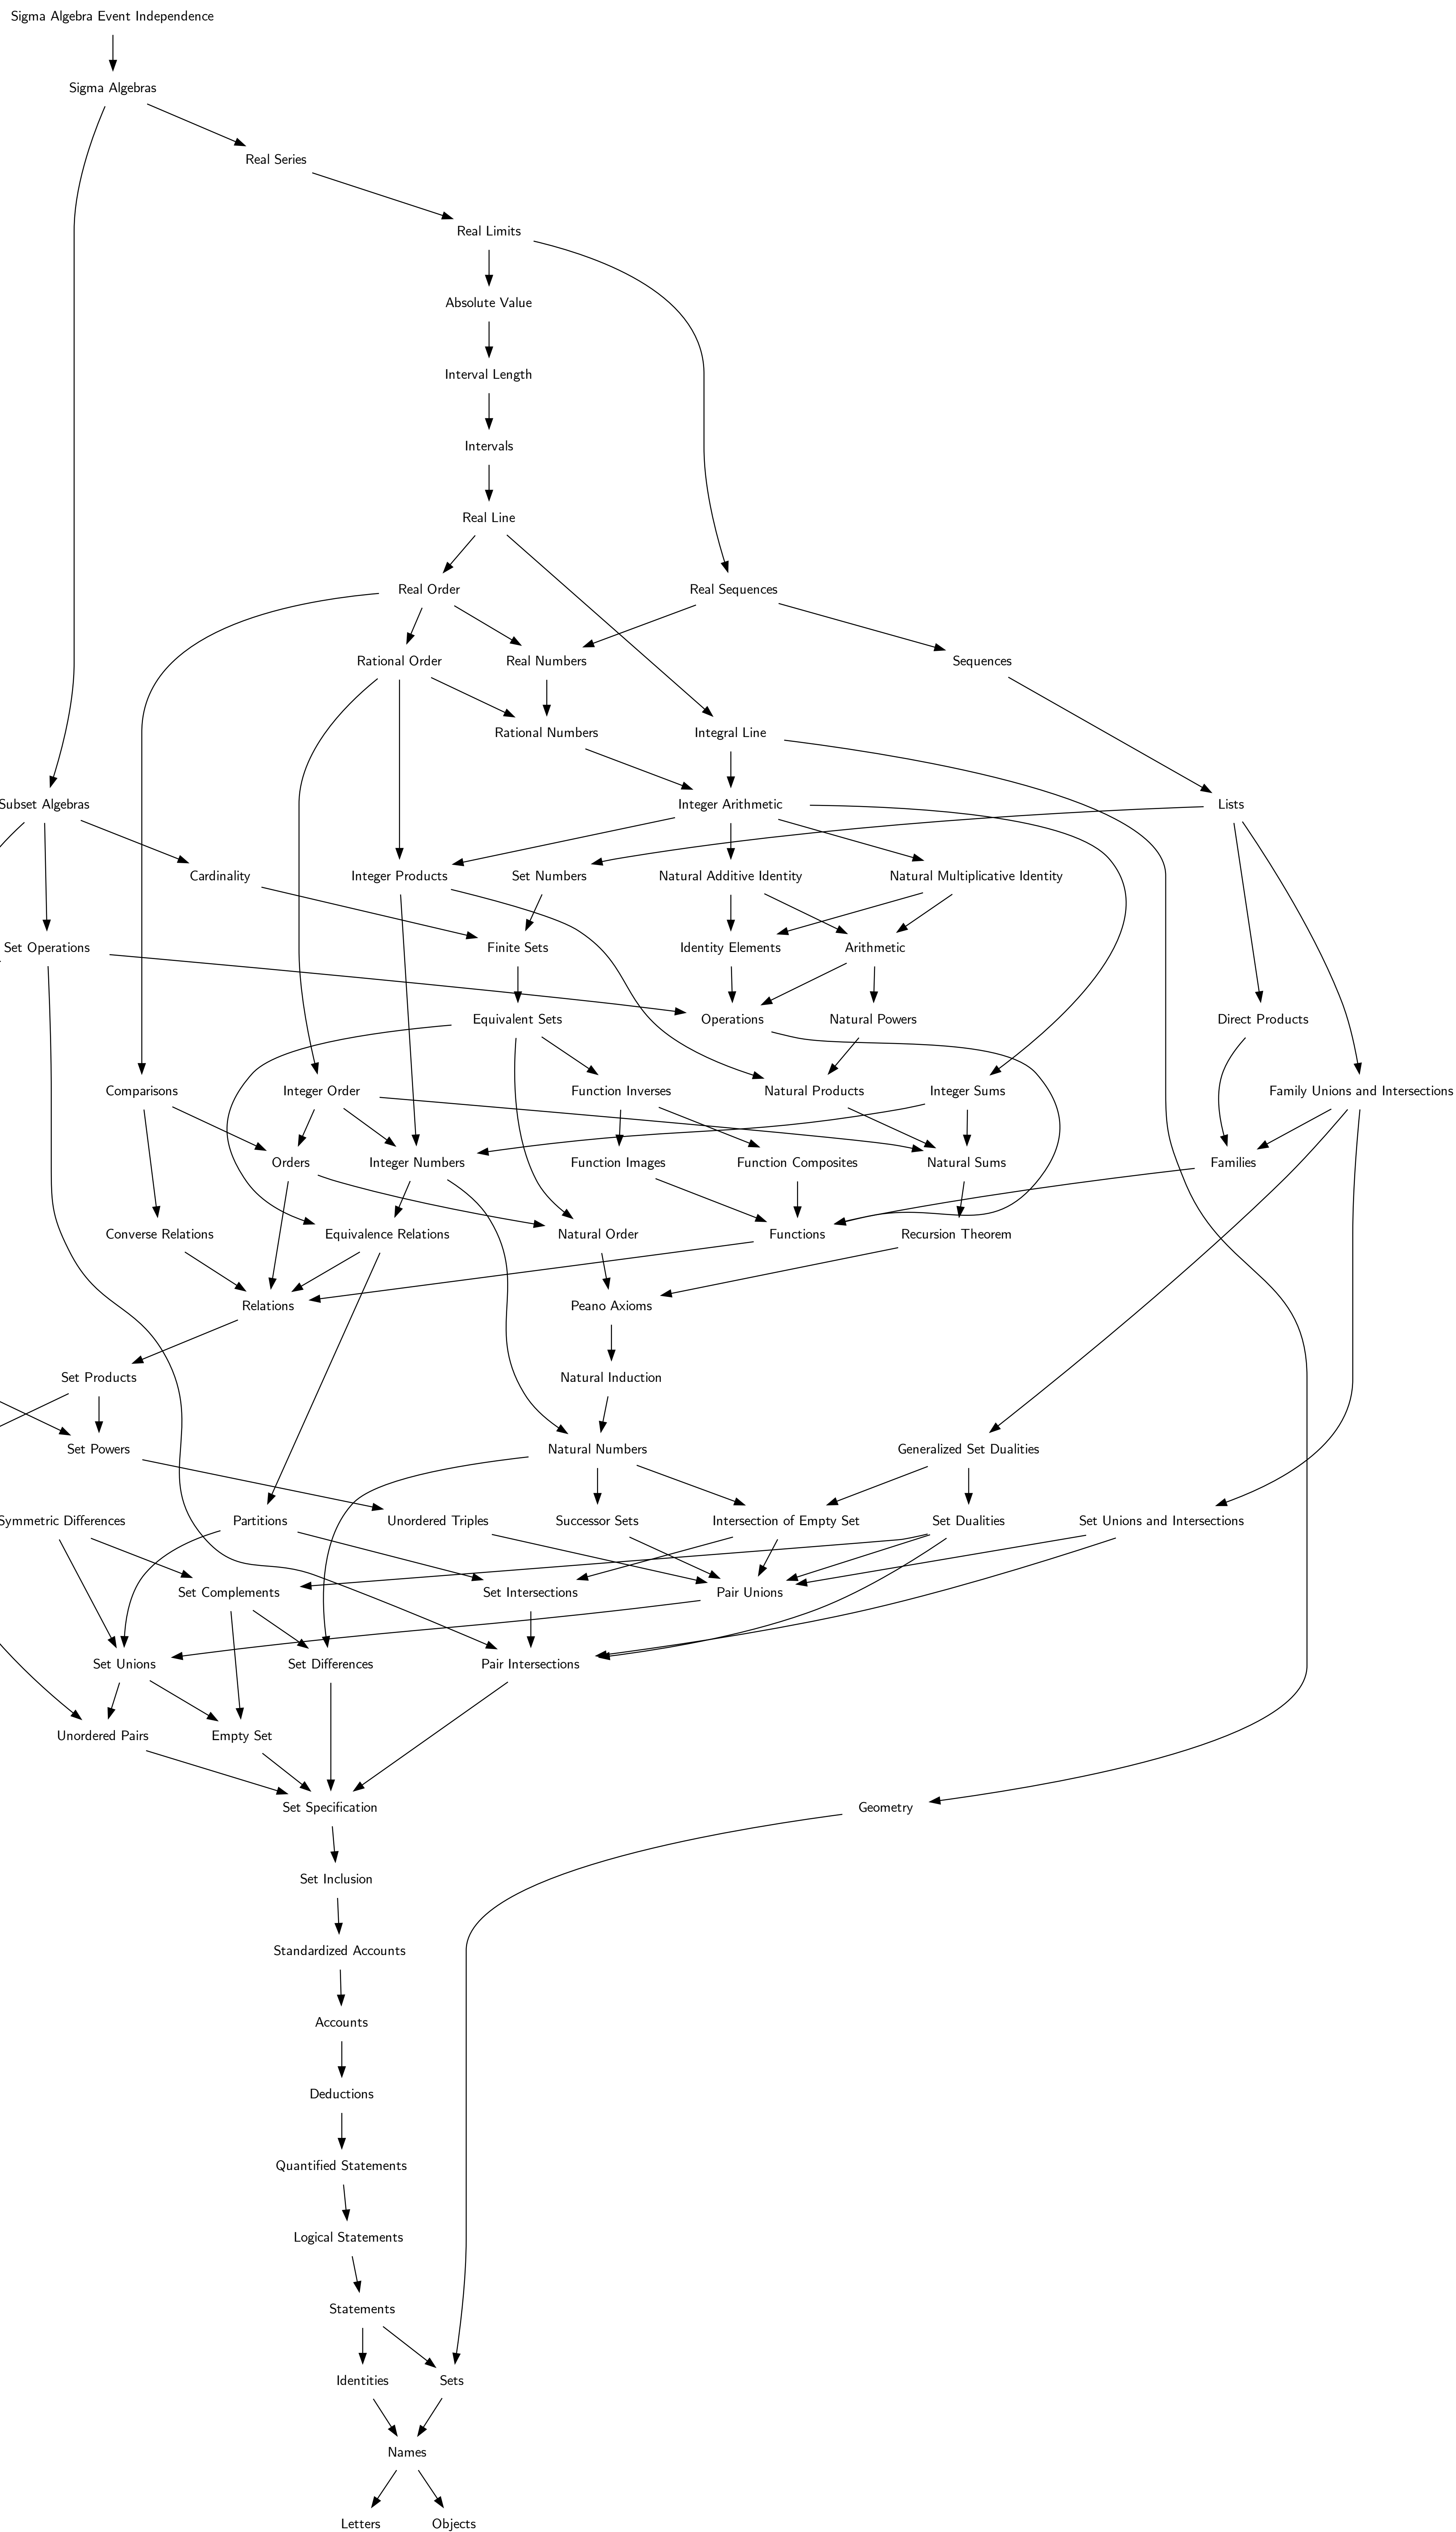 Sigma Algebra Event Independence
Sigma Algebras
Real Series
Real Limits
Absolute Value
Interval Length
Intervals
Real Line
Real Order
Real Sequences
Rational Order
Real Numbers
Sequences
Rational Numbers
Integral Line
Subset Algebras
Integer Arithmetic
Lists
Cardinality
Integer Products
Set Numbers
Natural Additive Identity
Natural Multiplicative Identity
Set Operations
Finite Sets
Identity Elements
Arithmetic
Equivalent Sets
Operations
Natural Powers
Direct Products
Comparisons
Integer Order
Function Inverses
Natural Products
Integer Sums
Family Unions and Intersections
Orders
Integer Numbers
Function Images
Function Composites
Natural Sums
Families
Converse Relations
Equivalence Relations
Natural Order
Functions
Recursion Theorem
Relations
Peano Axioms
Set Products
Natural Induction
Set Powers
Natural Numbers
Generalized Set Dualities
Symmetric Differences
Partitions
Unordered Triples
Successor Sets
Intersection of Empty Set
Set Dualities
Set Unions and Intersections
Set Complements
Set Intersections
Pair Unions
Set Unions
Set Differences
Pair Intersections
Unordered Pairs
Empty Set
Set Specification
Geometry
Set Inclusion
Standardized Accounts
Accounts
Deductions
Quantified Statements
Logical Statements
Statements
Identities
Sets
Names
Letters
Objects